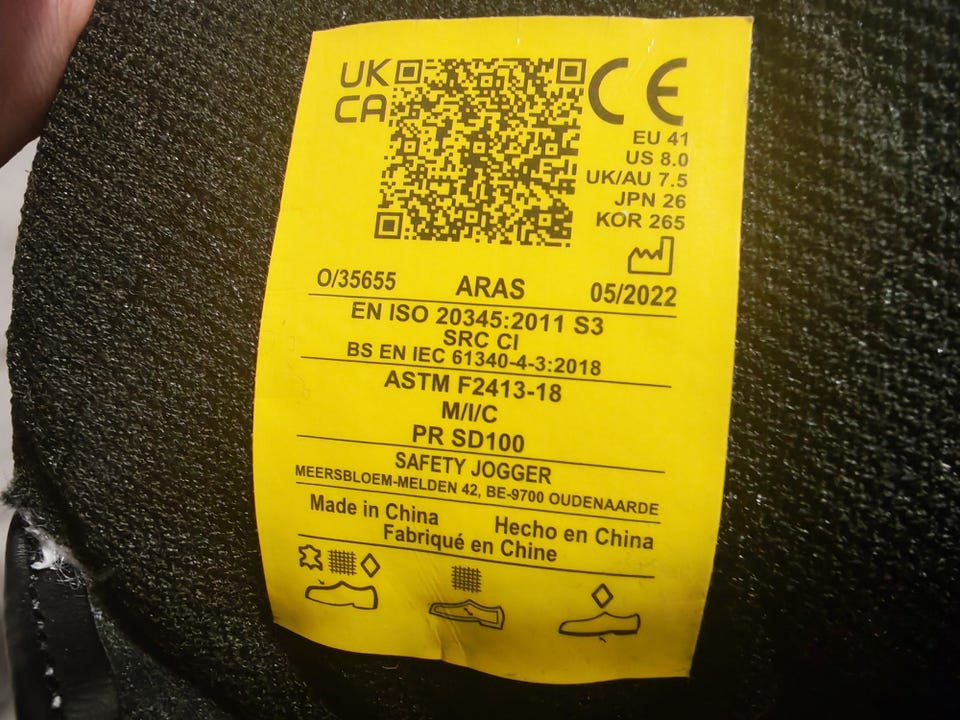 UK
CA
CE
EU 41
US 8.0
UK/AU 7.5
JPN 26
KOR 265
O/35655 ARAS 05/2022
EN ISO 20345:2011 S3
SRC CI
BS EN IEC 61340-4-3:2018
ASTM F2413-18
M/I/C
PR SD100
SAFETY JOGGER
MEERSBLOEM-MELDEN 42, BE-9700 OUDENAARDE
Made in China Hecho en China
Fabriqué en Chine